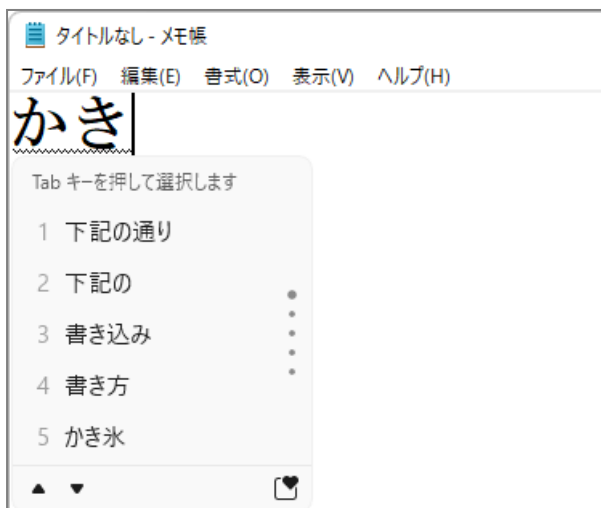 タイトルなし - メモ帳
ファイル(F) 編集(E) 書式(O) 表示(V) ヘルプ(H)
かき
Tab キーを押して選択します
1 下記の通り
2 下記の
3 書き込み
4 書き方
5 かき氷